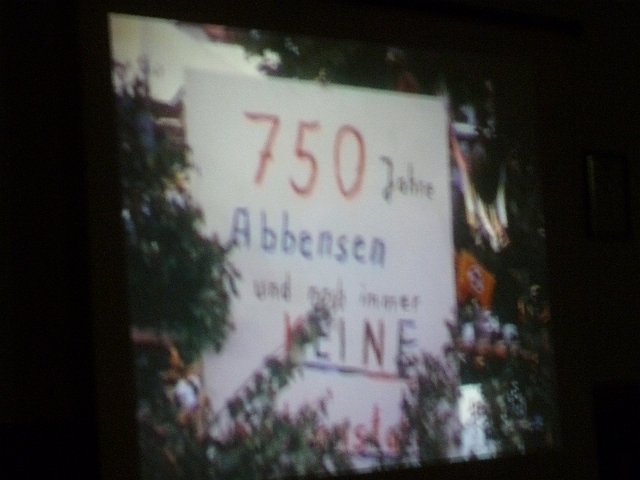 750 Jahre
Abbensen
und noch immer
KEINE